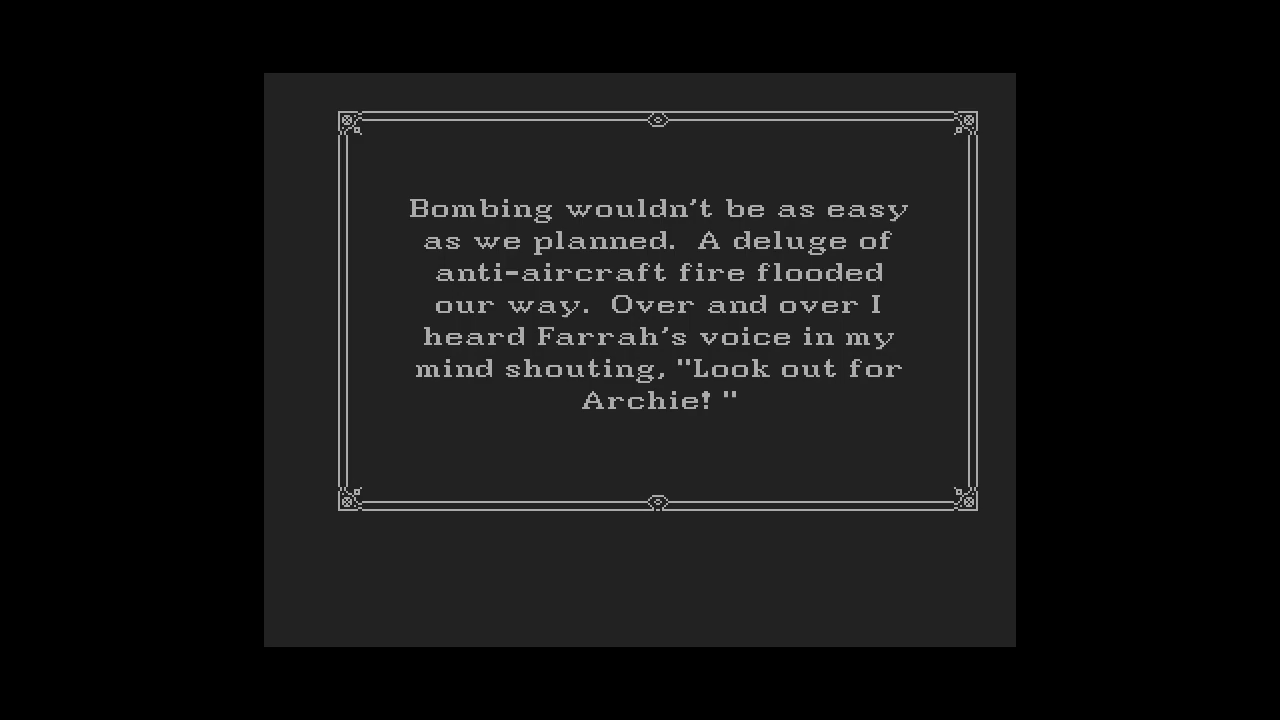 Bombing wouldn't be as easy
as we planned.  A deluge of
anti-aircraft fire flooded
our way.  Over and over I
heard Farrah's voice in my
mind shouting, "Look out for
Archie! "